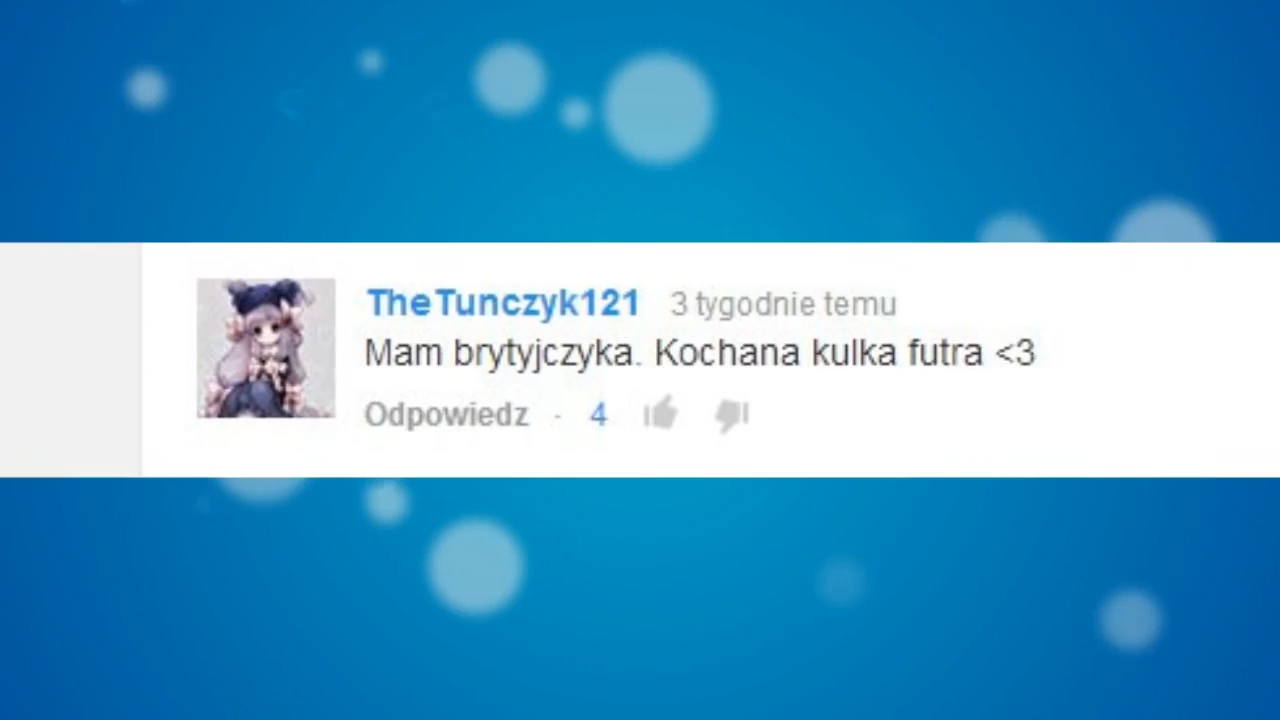 TheTunczyk121 3 tygodnie temu
Mam brytyjczyka. Kochana kulka futra <3
Odpowiedz · 4